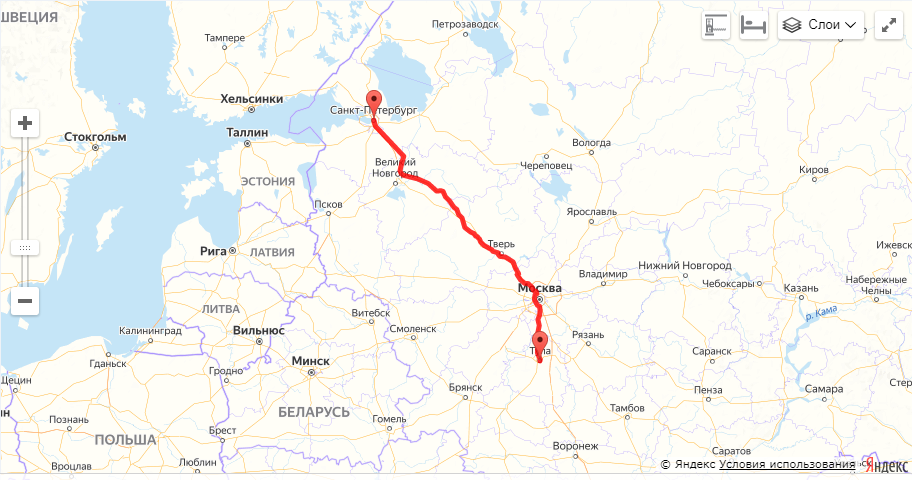 ШВЕЦИЯ
Петрозаводск
Слои
Тампере
Хельсинки
Санкт-Петербург
Стокгольм
Таллин
Вологда
Череповец
Великий
Новгород
Киров
ЭСТОНИЯ
Псков
Ярославль
Рига
ЛАТВИЯ
Тверь
Ижевск
Нижний Новгород
Владимир
Чебоксары
Казань
Набережные
Челны
Москва
р. Кама
ЛИТВА
Витебск
Калининград
Вильнюс
Смоленск
Рязань
Гданьск
Минск
Тула
Саранск
Гродно
Щецин
Брянск
Пенза
Самара
БЕЛАРУСЬ
Тамбов
Познань
Гомель
Брест
ПОЛЬША
Воронеж
Саратов
Вроцлав
Люблин
© Яндекс Условия использования
Яндекс